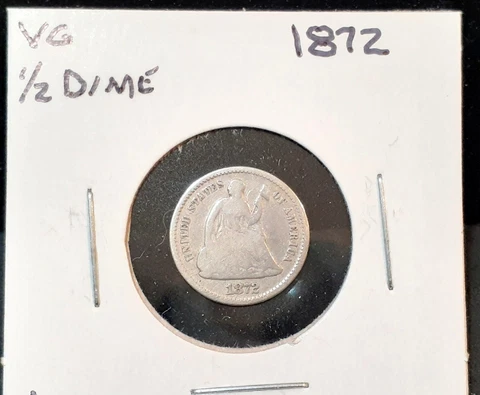 VG 1872
1/2 DIME
UNITED STATES OF AMERICA
1872